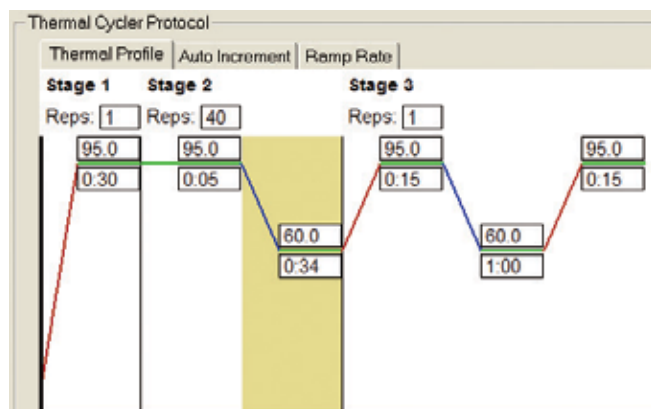 Thermal Cycler Protocol
Thermal Profile Auto Increment Ramp Rate
Stage 1 Stage 2 Stage 3
Reps: 1 Reps: 40 Reps: 1
95.0 95.0 95.0 95.0
0:30 0:05 0:15 0:15
60.0 60.0
0:34 1:00